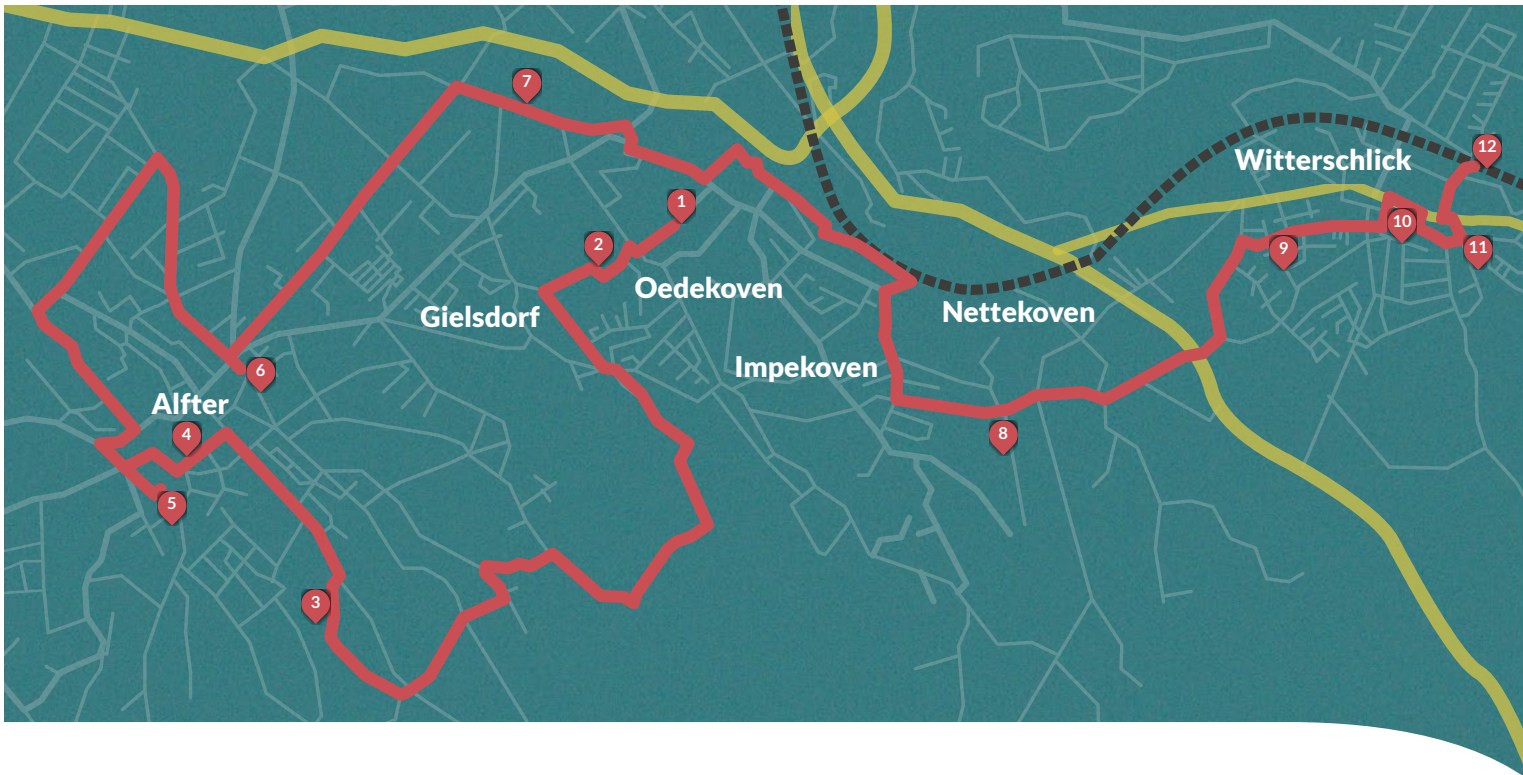 7
12
Witterschlick
1
10
2
9
11
Oedekoven
Nettekoven
Gielsdorf
Impekoven
6
Alfter
4
8
5
3